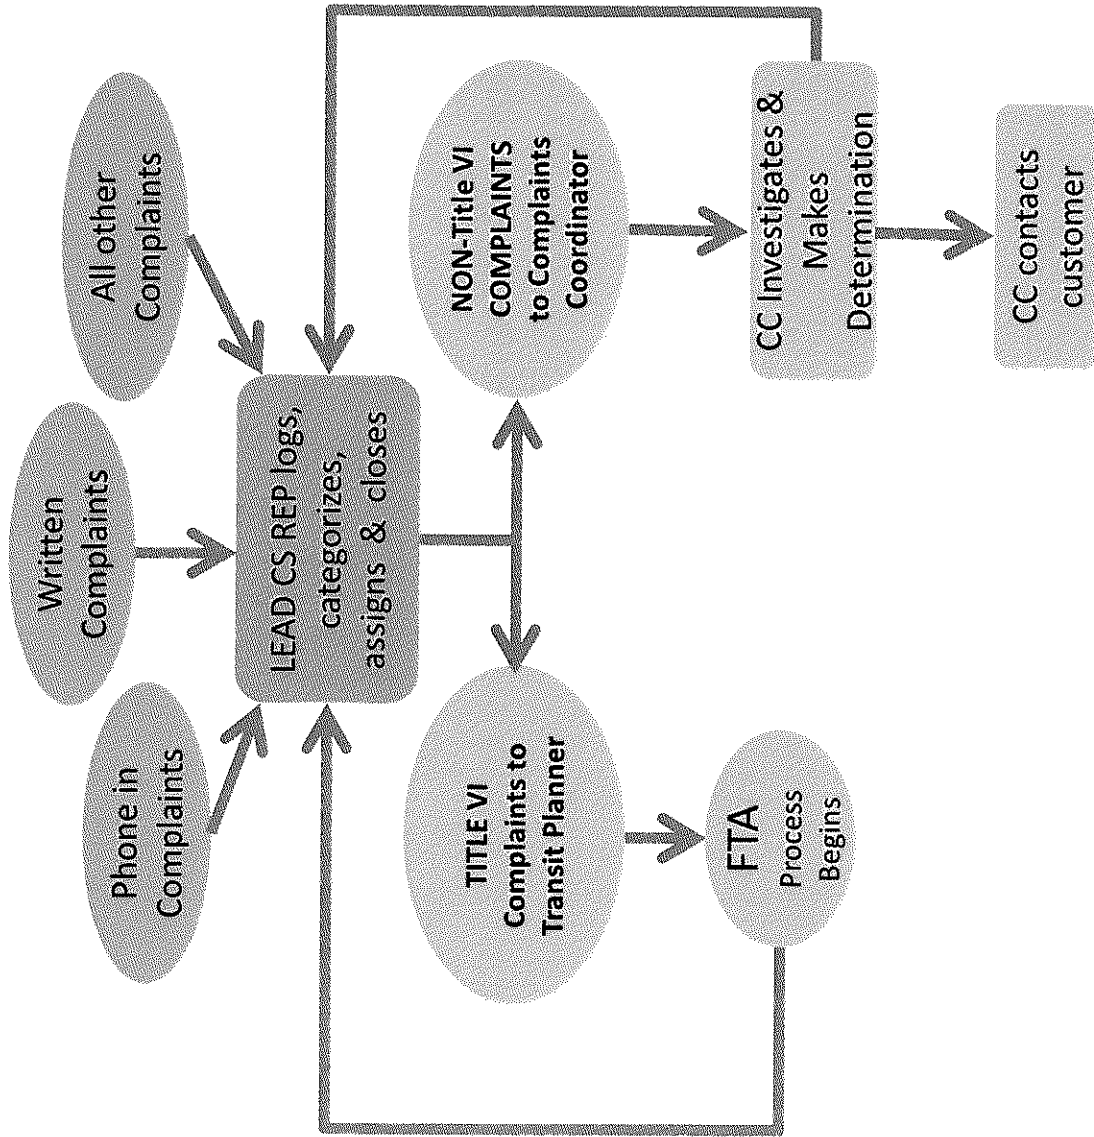 Phone in
Complaints
Written
Complaints
All other
Complaints
LEAD CS REP logs,
categorizes,
assigns & closes
TITLE VI
Complaints to
Transit Planner
NON-Title VI
COMPLAINTS
to Complaints
Coordinator
FTA
Process
Begins
CC Investigates &
Makes
Determination
CC contacts
customer